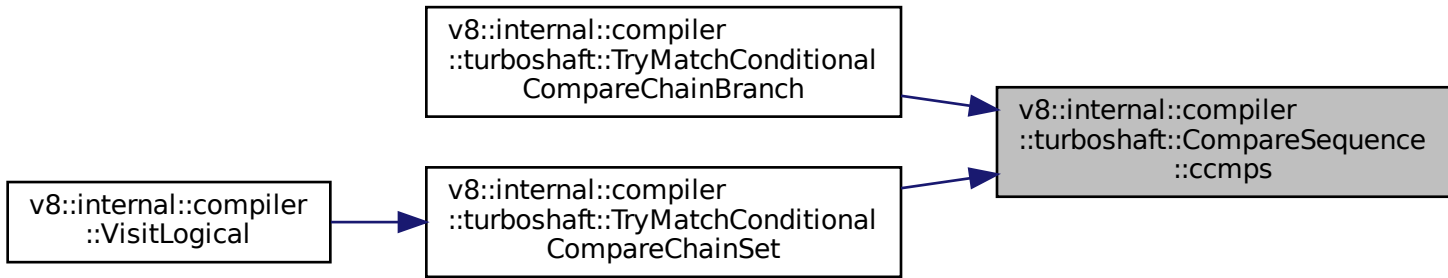 v8::internal::compiler
::turboshaft::TryMatchConditional
CompareChainBranch
v8::internal::compiler
::turboshaft::CompareSequence
::ccmps
v8::internal::compiler
::turboshaft::TryMatchConditional
CompareChainSet
v8::internal::compiler
::VisitLogical